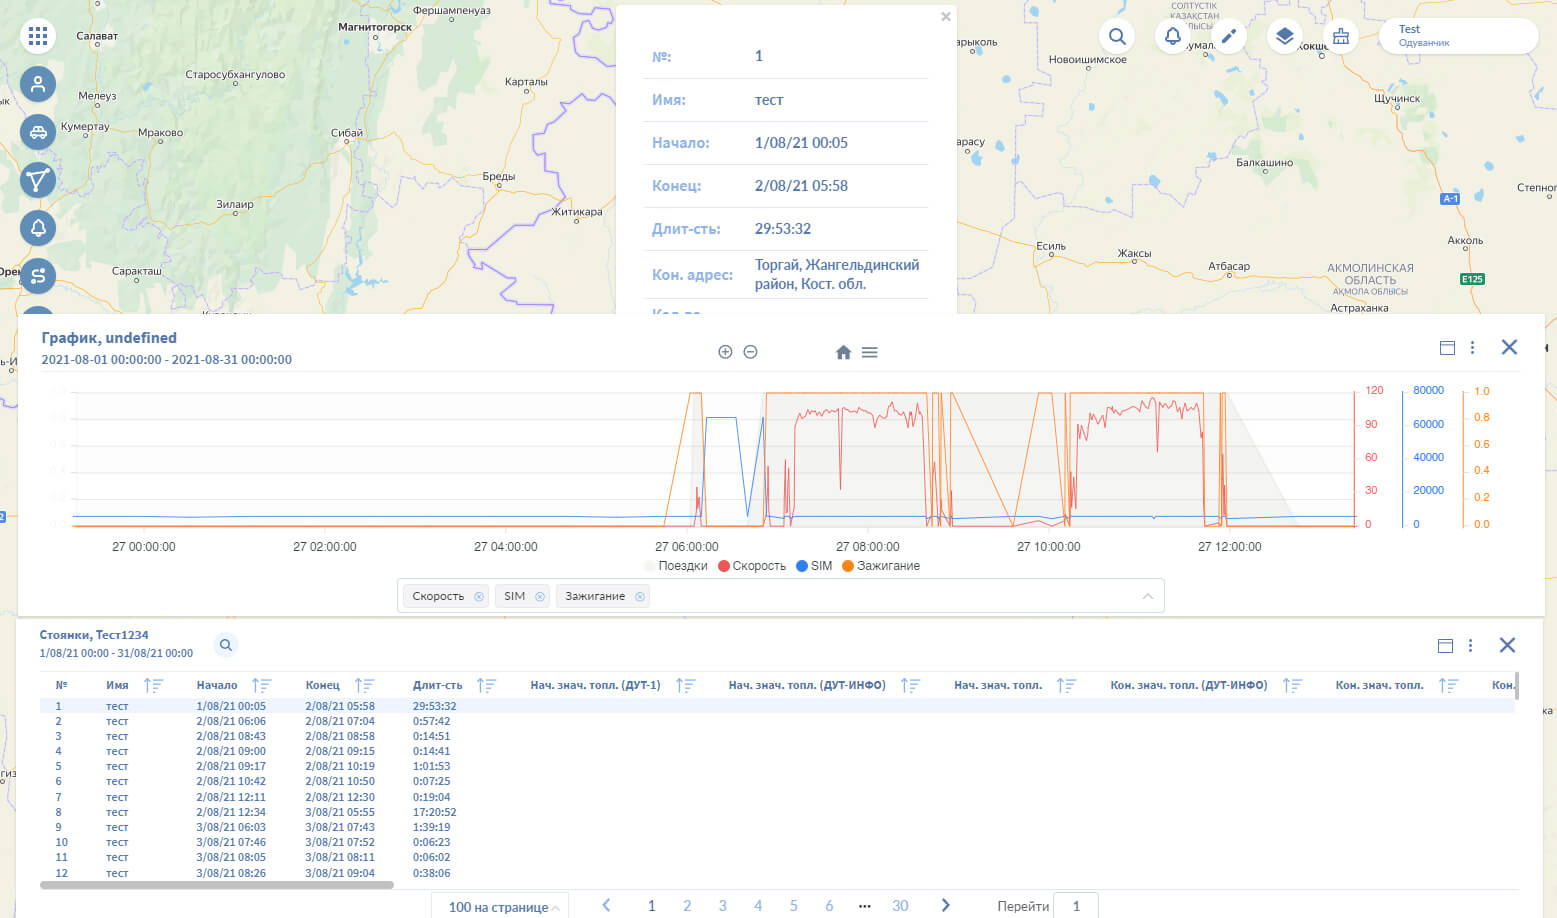 Фершампенуаз
Магнитогорск
Салават
Старосубхангулово
Карталы
Мелеуз
Кумертау
Мраково
Сибай
Бреды
Зилаир
Житикара
Саракташ
СОЛТҮСТІК
ҚАЗАҚСТАН
Новоишимское
Щучинск
Балкашино
A-1
Есиль
Жаксы
Атбасар
Акколь
АКМОЛИНСКАЯ
ОБЛАСТЬ
АҚМОЛА ОБЛЫСЫ
E125
Астраханка
Test
Одуванчик
№: 1
Имя: тест
Начало: 1/08/21 00:05
Конец: 2/08/21 05:58
Длит-сть: 29:53:32
Кон. адрес: Торгай, Жангельдинский
район, Кост. обл.
График, undefined
2021-08-01 00:00:00 - 2021-08-31 00:00:00
120 80000 1.0
90 60000 0.8
60 40000 0.6
30 20000 0.4
0 0 0.2
0.0
27 00:00:00 27 02:00:00 27 04:00:00 27 06:00:00 27 08:00:00 27 10:00:00 27 12:00:00
Поездки Скорость SIM Зажигание
Скорость SIM Зажигание
Стоянки, Тест1234
1/08/21 00:00 - 31/08/21 00:00
№ Имя Начало Конец Длит-сть Нач. знач. топл. (ДУТ-1) Нач. знач. топл. (ДУТ-ИНФО) Нач. знач. топл. Кон. знач. топл. (ДУТ-ИНФО) Кон. знач. топл. Кон.
1 тест 1/08/21 00:05 2/08/21 05:58 29:53:32
2 тест 2/08/21 06:06 2/08/21 07:04 0:57:42
3 тест 2/08/21 08:43 2/08/21 08:58 0:14:51
4 тест 2/08/21 09:00 2/08/21 09:15 0:14:41
5 тест 2/08/21 09:17 2/08/21 10:19 1:01:53
6 тест 2/08/21 10:42 2/08/21 10:50 0:07:25
7 тест 2/08/21 12:11 2/08/21 12:30 0:19:04
8 тест 2/08/21 12:34 3/08/21 05:55 17:20:52
9 тест 3/08/21 06:03 3/08/21 07:43 1:39:19
10 тест 3/08/21 07:46 3/08/21 07:52 0:06:23
11 тест 3/08/21 08:05 3/08/21 08:11 0:06:02
12 тест 3/08/21 08:26 3/08/21 09:04 0:38:06
100 на странице 1 2 3 4 5 6 ••• 30 Перейти 1